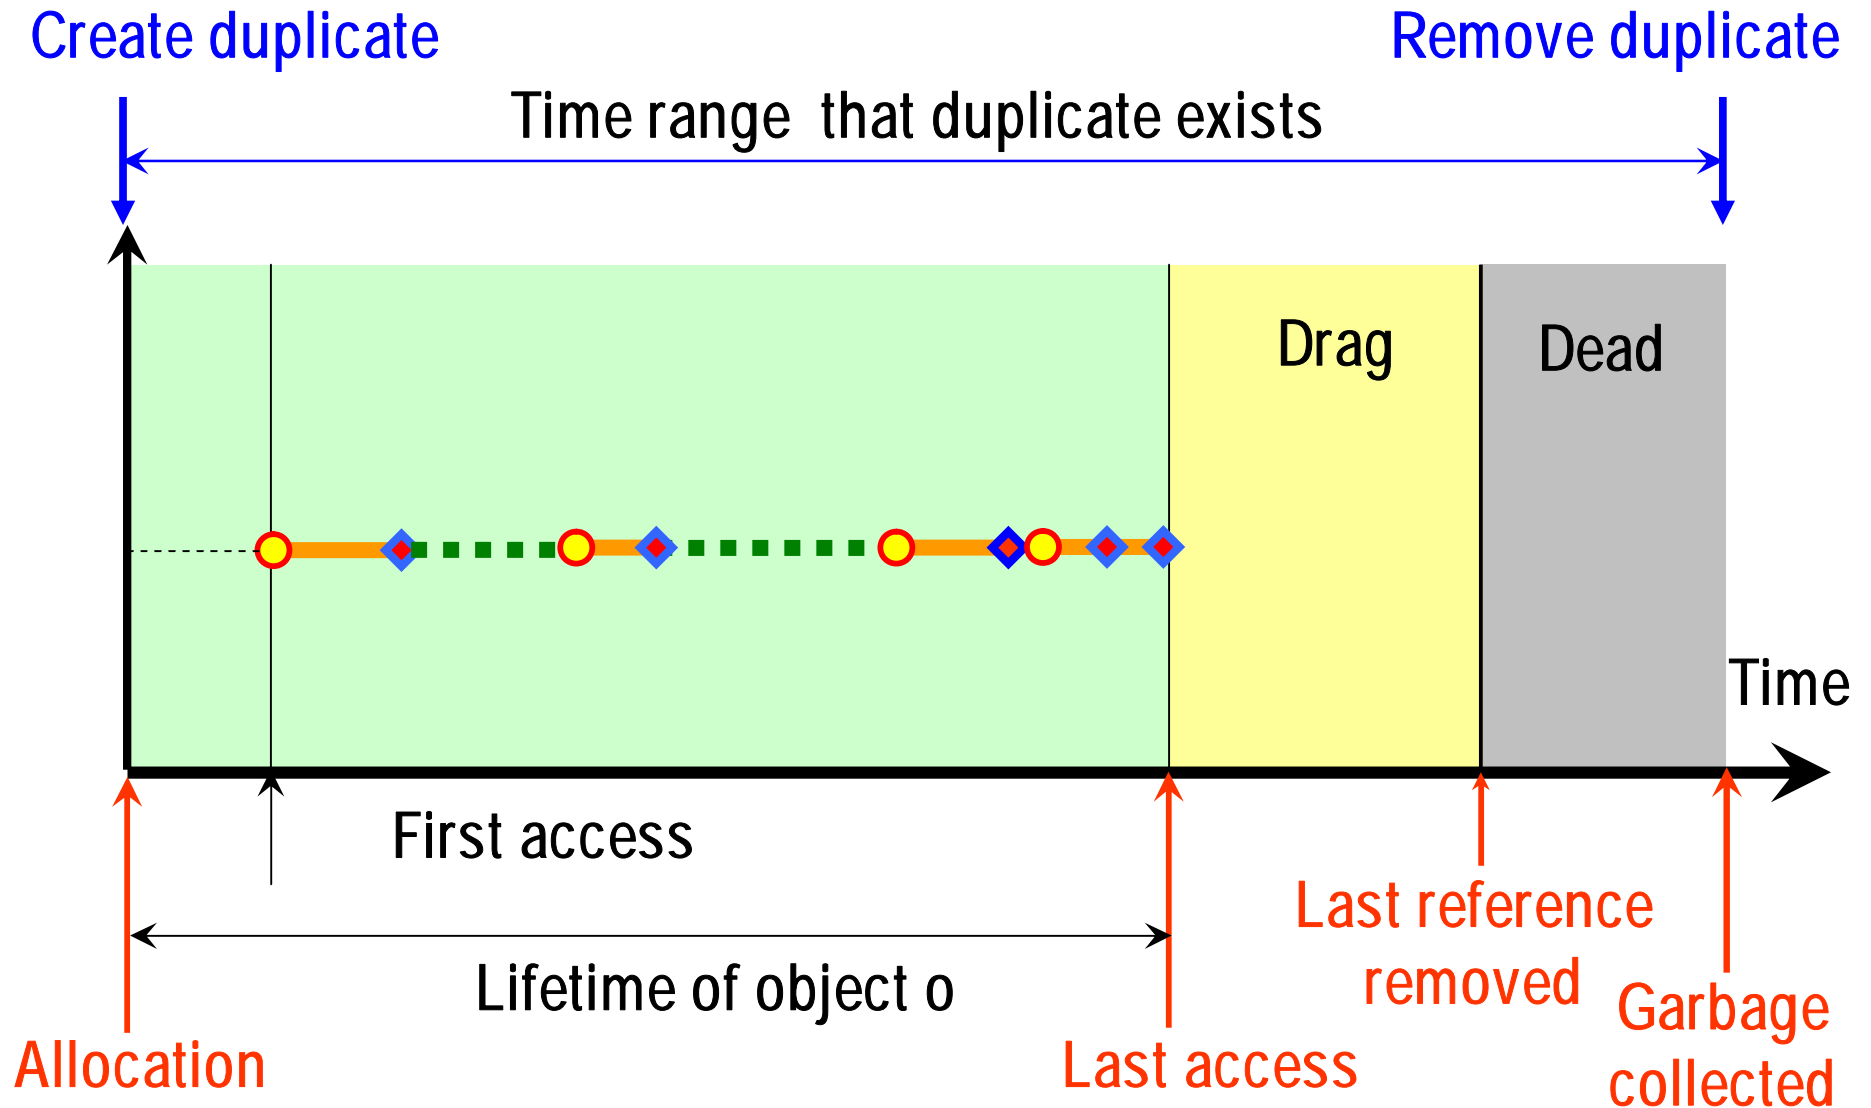 Create duplicate
Remove duplicate
Time range that duplicate exists
Drag
Dead
Time
First access
Last reference
removed
Lifetime of object o
Garbage
collected
Allocation
Last access